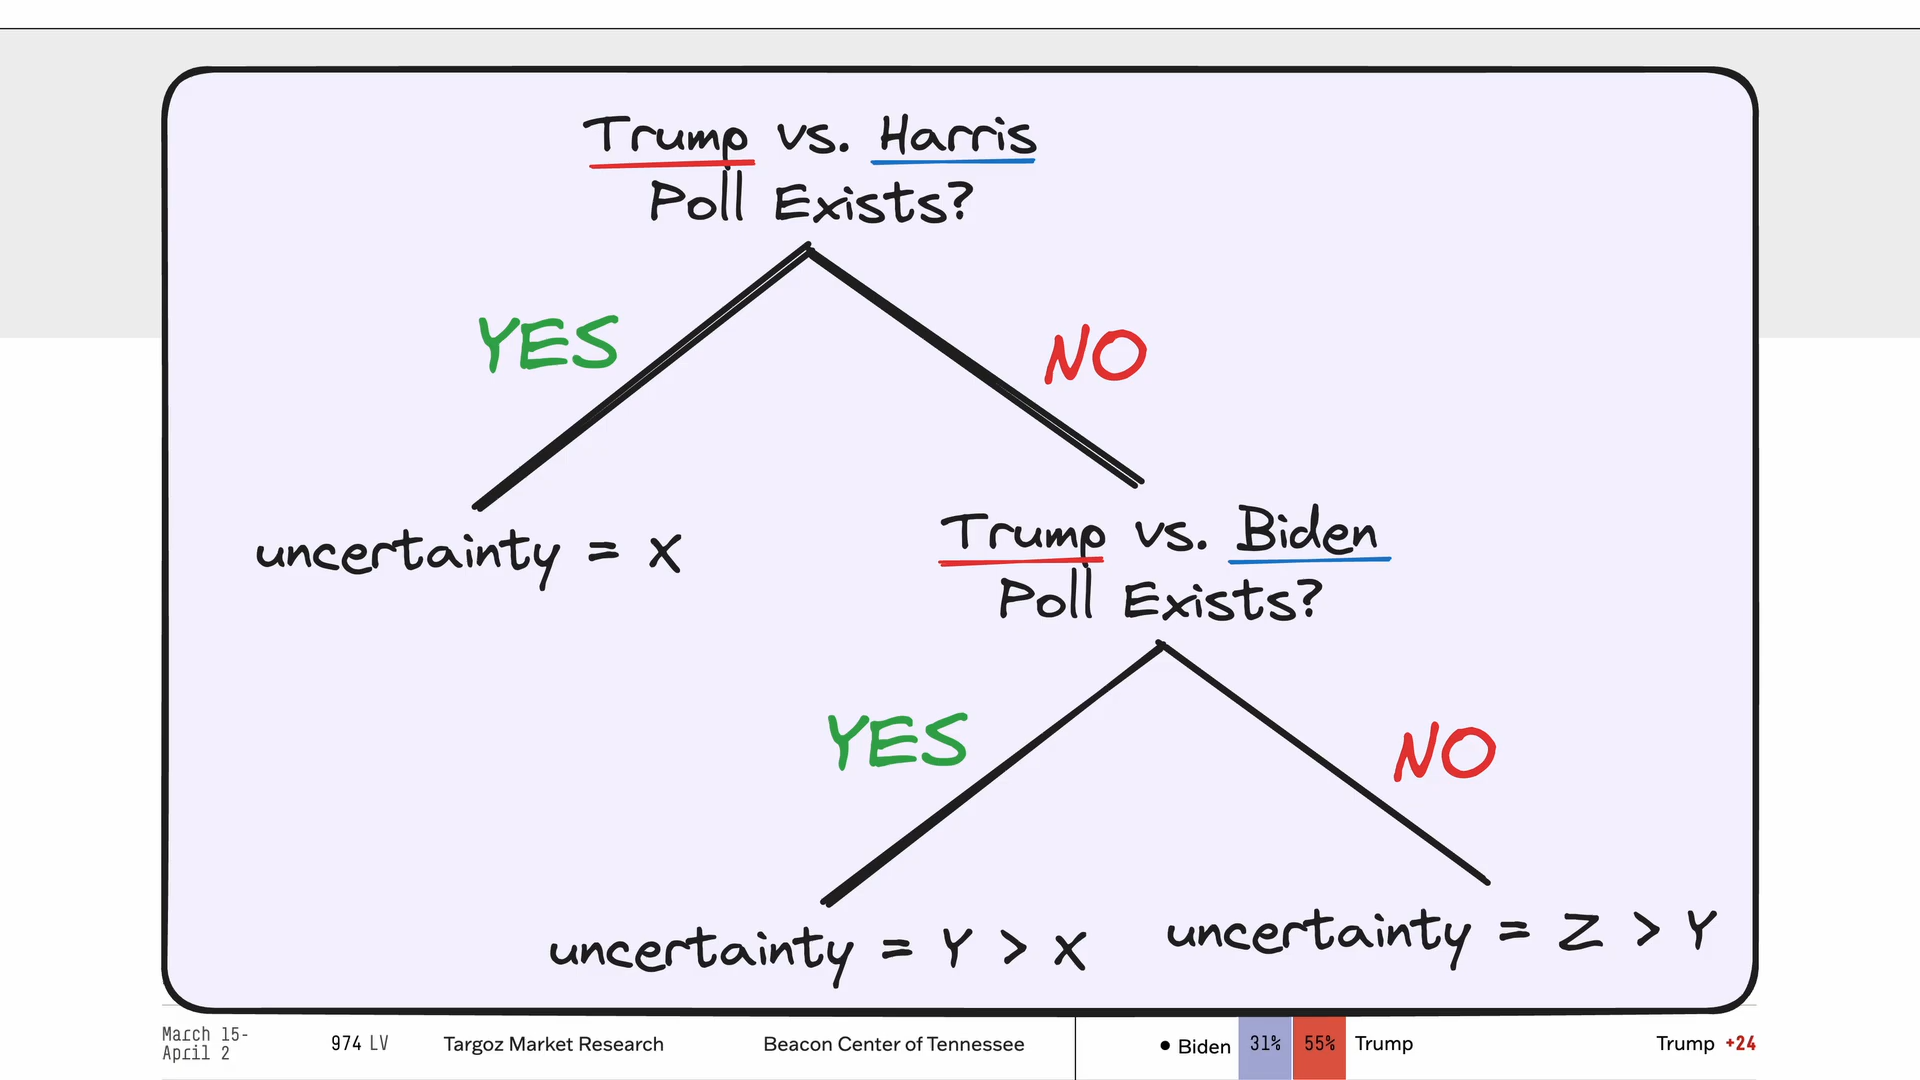 Trump vs. Harris
Poll Exists?
YES
NO
uncertainty = X
Trump vs. Biden
Poll Exists?
YES
NO
uncertainty = Y > X
uncertainty = Z > Y
March 15-
April 2
974 LV
Targoz Market Research
Beacon Center of Tennessee
Biden
31%
55%
Trump
Trump +24